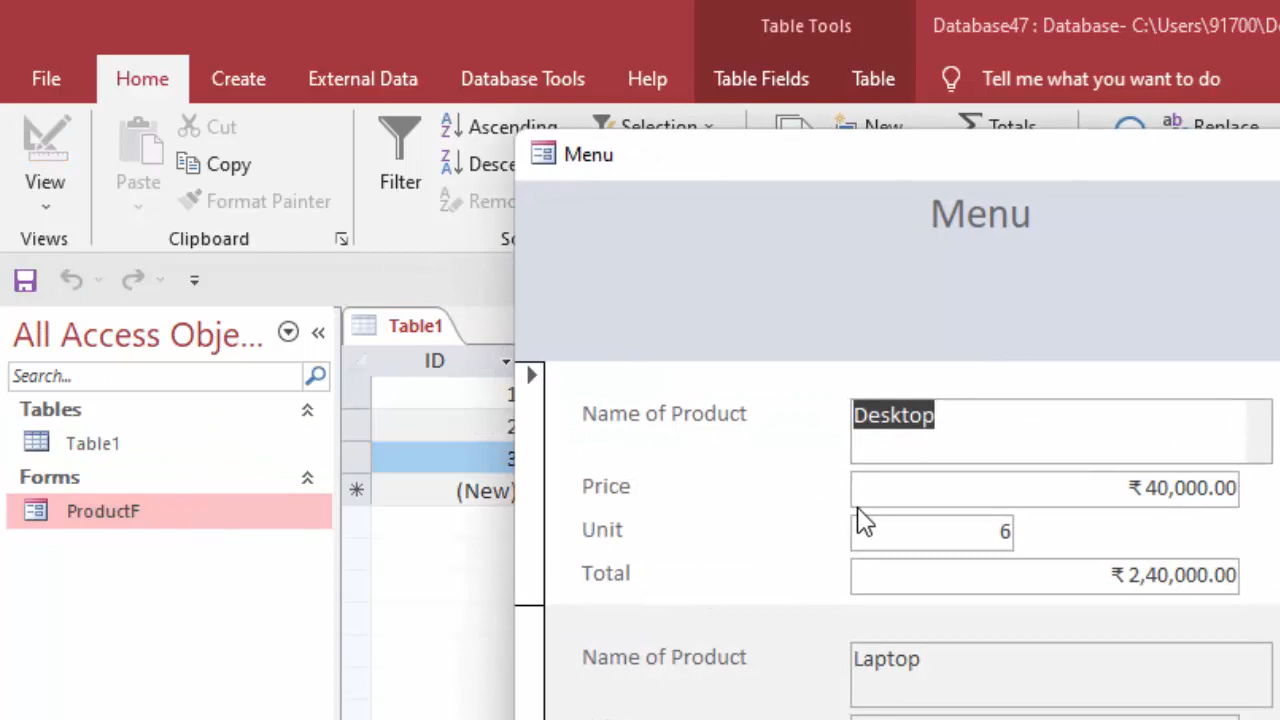 Table Tools
Database47 : Database- C:\Users\91700\D
File Home Create External Data Database Tools Help Table Fields Table Tell me what you want to do
View
Views
Paste
Cut
Copy
Format Painter
Clipboard
Filter
Ascending
Selection
New
Totals
Replace
Menu
Menu
All Access Obje...
Search...
Tables
Table1
Forms
ProductF
Table1
ID
1
2
3
(New)
Name of Product Desktop
Price ₹ 40,000.00
Unit 6
Total ₹ 2,40,000.00
Name of Product Laptop